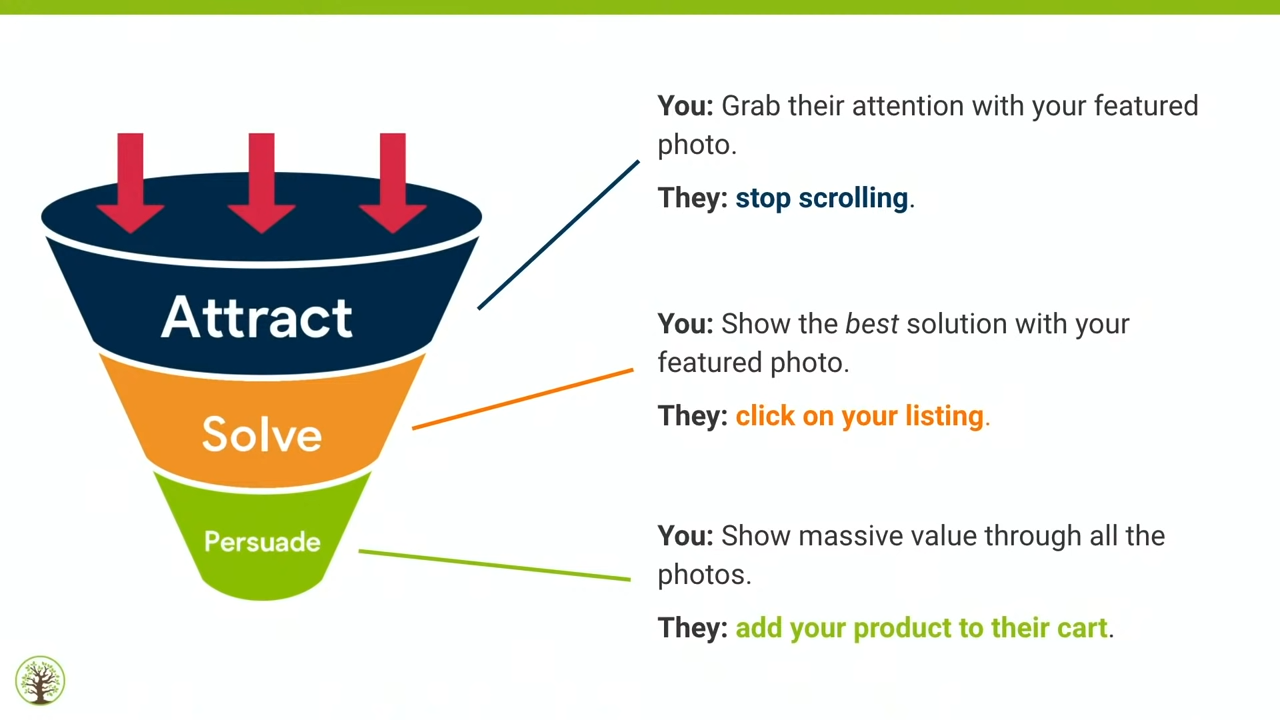 Attract
Solve
Persuade
You: Grab their attention with your featured
photo.
They: stop scrolling.
You: Show the best solution with your
featured photo.
They: click on your listing.
You: Show massive value through all the
photos.
They: add your product to their cart.